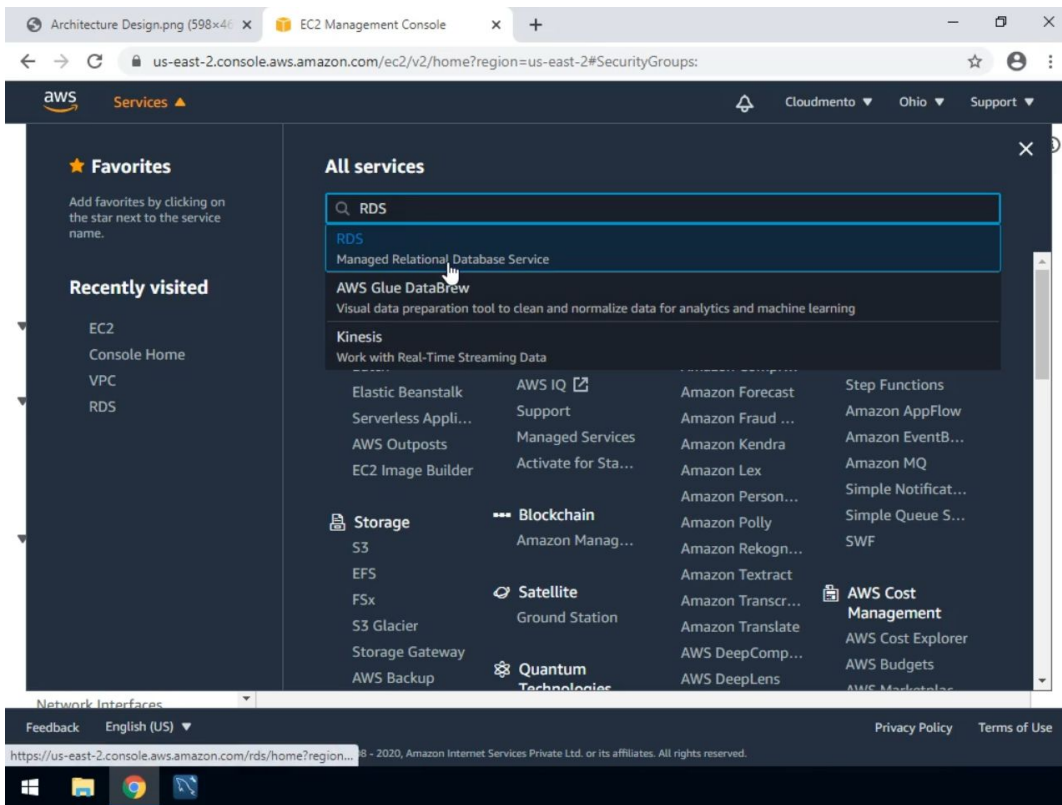 Architecture Design.png (598×46
EC2 Management Console
us-east-2.console.aws.amazon.com/ec2/v2/home?region=us-east-2#SecurityGroups:
aws
Services
Cloudmento
Ohio
Support
Favorites
Add favorites by clicking on
the star next to the service
name.
Recently visited
EC2
Console Home
VPC
RDS
All services
RDS
RDS
Managed Relational Database Service
AWS Glue DataBrew
Visual data preparation tool to clean and normalize data for analytics and machine learning
Kinesis
Work with Real-Time Streaming Data
Elastic Beanstalk
Serverless Appli...
AWS Outposts
EC2 Image Builder
Storage
S3
EFS
FSx
S3 Glacier
Storage Gateway
AWS Backup
AWS IQ
Support
Managed Services
Activate for Sta...
Blockchain
Amazon Manag...
Satellite
Ground Station
Quantum
Technologies
Amazon Forecast
Amazon Fraud ...
Amazon Kendra
Amazon Lex
Amazon Person...
Amazon Polly
Amazon Rekogn...
Amazon Textract
Amazon Transcr...
Amazon Translate
AWS DeepComp...
AWS DeepLens
Step Functions
Amazon AppFlow
Amazon EventB...
Amazon MQ
Simple Notificat...
Simple Queue S...
SWF
AWS Cost
Management
AWS Cost Explorer
AWS Budgets
AWS Marketplac...
Network Interfaces
Feedback
English (US)
Privacy Policy
Terms of Use
https://us-east-2.console.aws.amazon.com/rds/home?region...
8 - 2020, Amazon Internet Services Private Ltd. or its affiliates. All rights reserved.